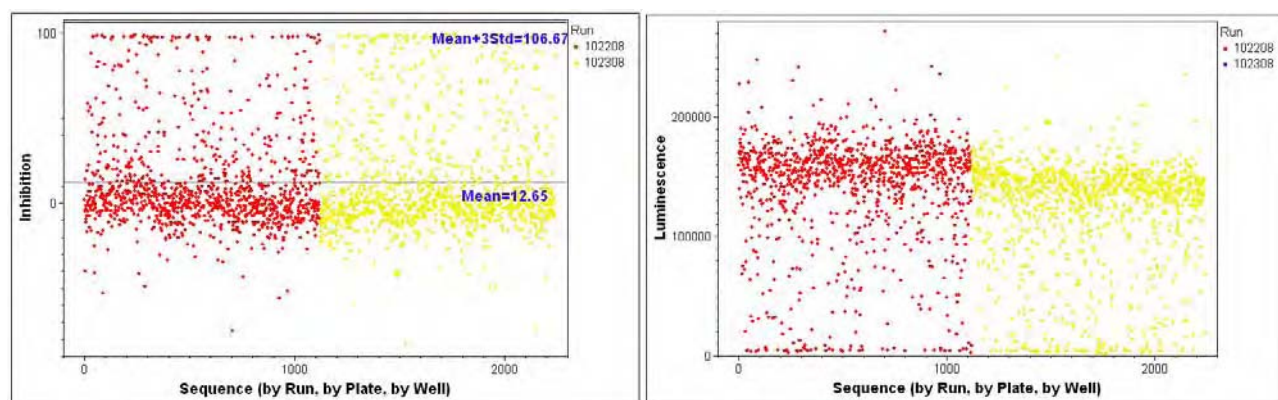 100
Mean+3Std=106.67
Run
102208
102308
Inhibition
0
Mean=12.65
0
1000
2000
Sequence (by Run, by Plate, by Well)
Run
102208
102308
200000
Luminescence
100000
0
0
1000
2000
Sequence (by Run, by Plate, by Well)